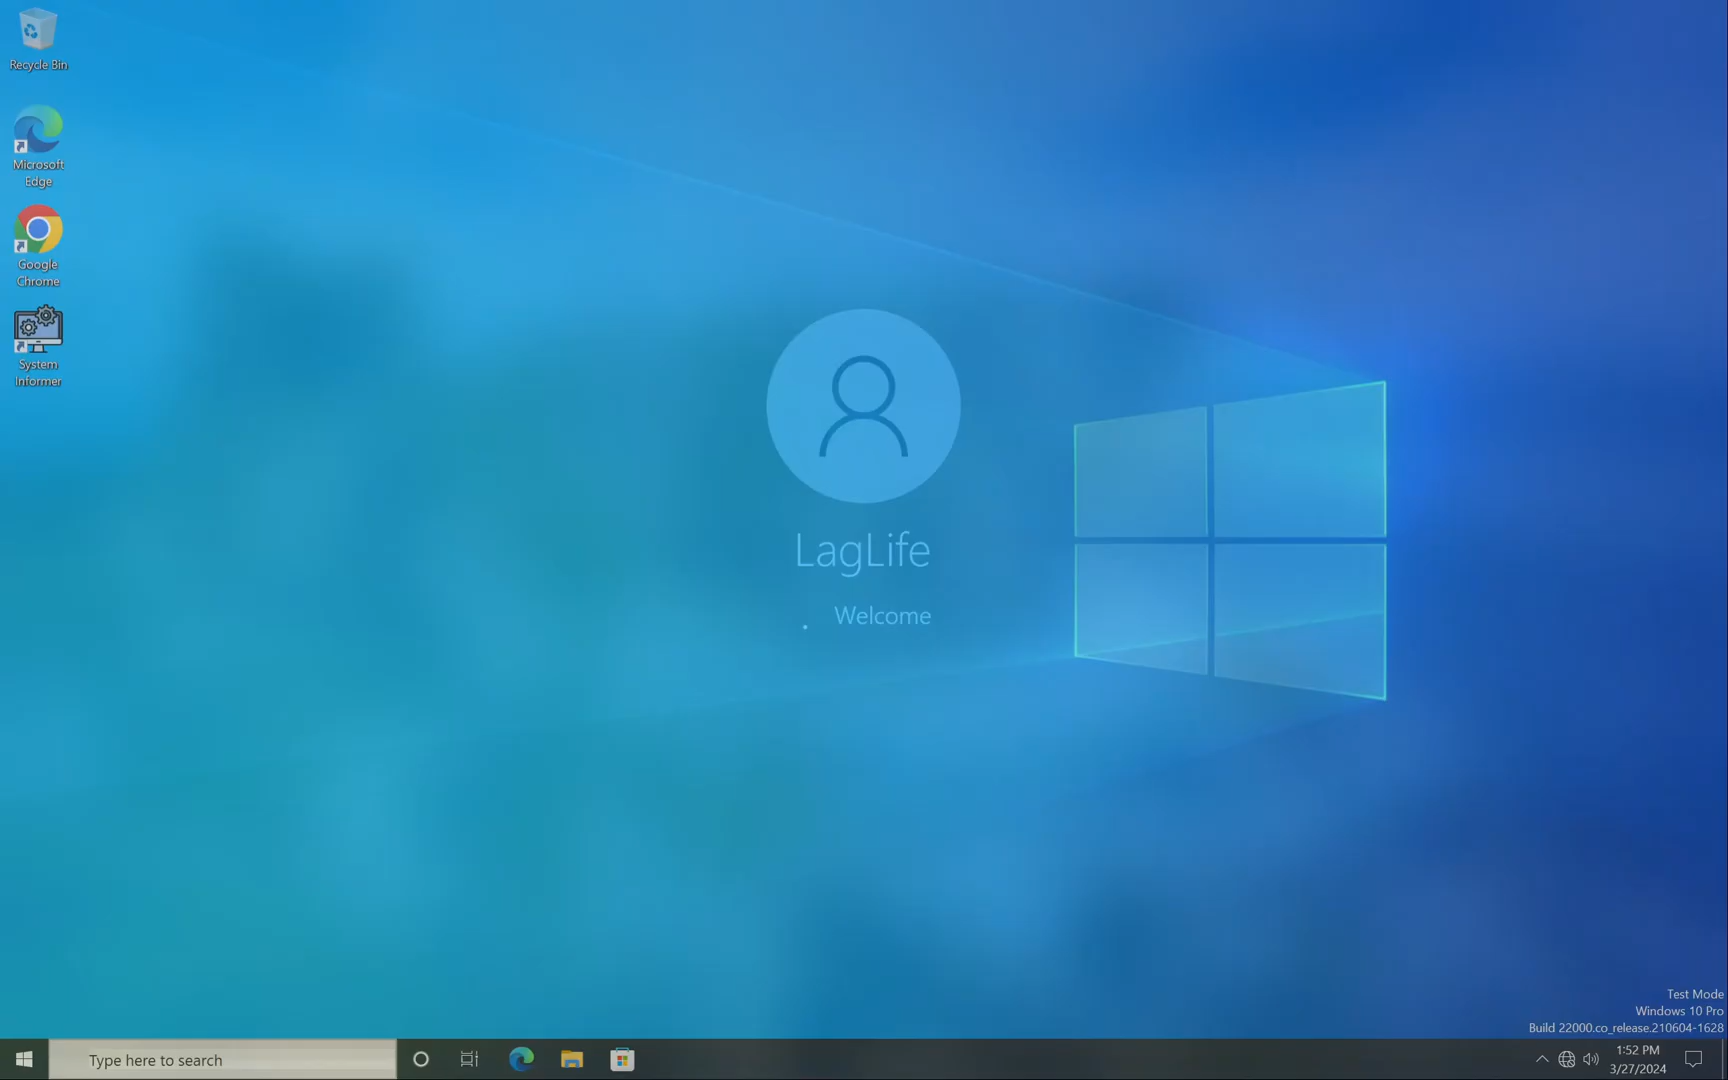 Recycle Bin
Microsoft
Edge
Google
Chrome
System
Informer
LagLife
Welcome
Test Mode
Windows 10 Pro
Build 22000.co_release.210604-1628
Type here to search
1:52 PM
3/27/2024